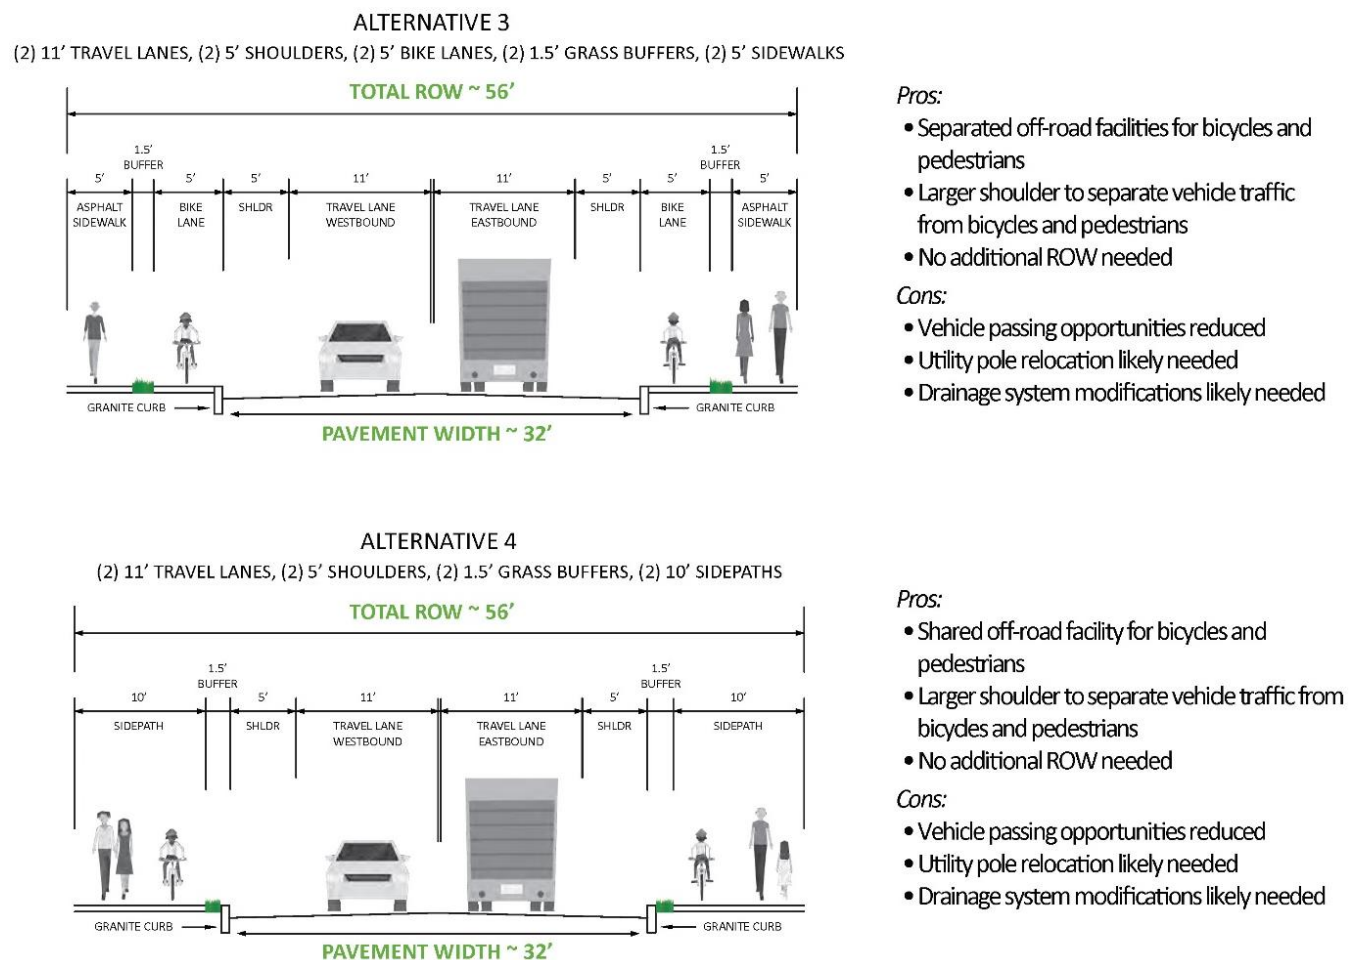 ALTERNATIVE 3
(2) 11’ TRAVEL LANES, (2) 5’ SHOULDERS, (2) 5’ BIKE LANES, (2) 1.5’ GRASS BUFFERS, (2) 5’ SIDEWALKS
TOTAL ROW ~ 56’
1.5’ 1.5’
BUFFER BUFFER
5’ 5’ 5’ 11’ 11’ 5’ 5’ 5’
ASPHALT BIKE SHLDR TRAVEL LANE TRAVEL LANE SHLDR BIKE ASPHALT
SIDEWALK LANE WESTBOUND EASTBOUND LANE SIDEWALK
GRANITE CURB GRANITE CURB
PAVEMENT WIDTH ~ 32’
Pros:
• Separated off-road facilities for bicycles and
pedestrians
• Larger shoulder to separate vehicle traffic
from bicycles and pedestrians
• No additional ROW needed
Cons:
• Vehicle passing opportunities reduced
• Utility pole relocation likely needed
• Drainage system modifications likely needed
ALTERNATIVE 4
(2) 11’ TRAVEL LANES, (2) 5’ SHOULDERS, (2) 1.5’ GRASS BUFFERS, (2) 10’ SIDEPATHS
TOTAL ROW ~ 56’
1.5’ 1.5’
BUFFER BUFFER
10’ 5’ 11’ 11’ 5’ 10’
SIDEPATH SHLDR TRAVEL LANE TRAVEL LANE SHLDR SIDEPATH
WESTBOUND EASTBOUND
GRANITE CURB GRANITE CURB
PAVEMENT WIDTH ~ 32’
Pros:
• Shared off-road facility for bicycles and
pedestrians
• Larger shoulder to separate vehicle traffic from
bicycles and pedestrians
• No additional ROW needed
Cons:
• Vehicle passing opportunities reduced
• Utility pole relocation likely needed
• Drainage system modifications likely needed